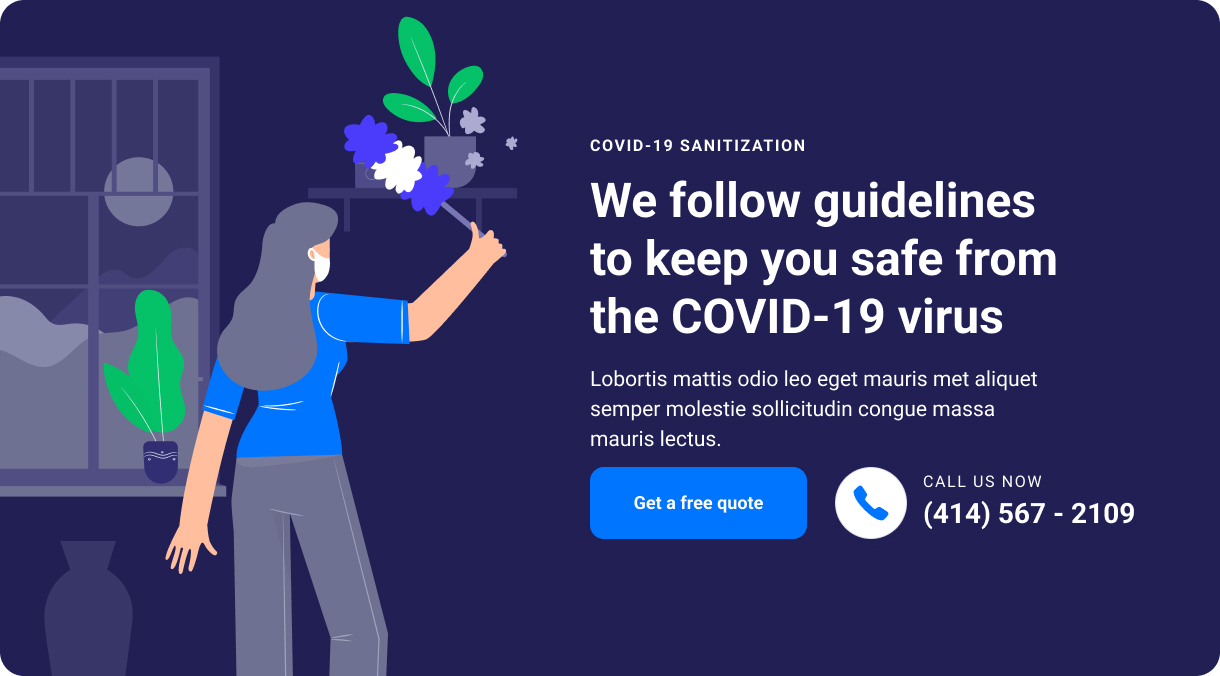 COVID-19 SANITIZATION
We follow guidelines
to keep you safe from
the COVID-19 virus
Lobortis mattis odio leo eget mauris met aliquet
semper molestie sollicitudin congue massa
mauris lectus.
Get a free quote
CALL US NOW
(414) 567 - 2109